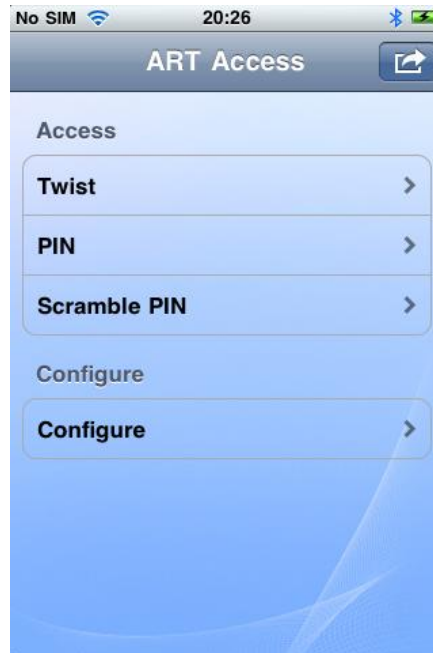 No SIM 20:26
ART Access
Access
Twist
PIN
Scramble PIN
Configure
Configure